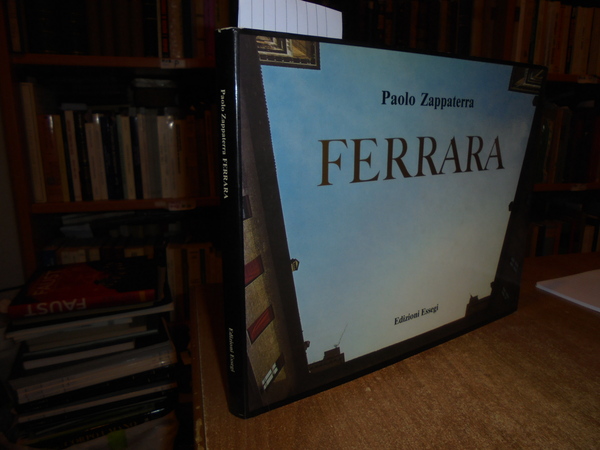 Paolo Zappaterra
FERRARA
Edizioni Essegi
Paolo Zappaterra FERRARA
Edizioni Essegi
FAUST